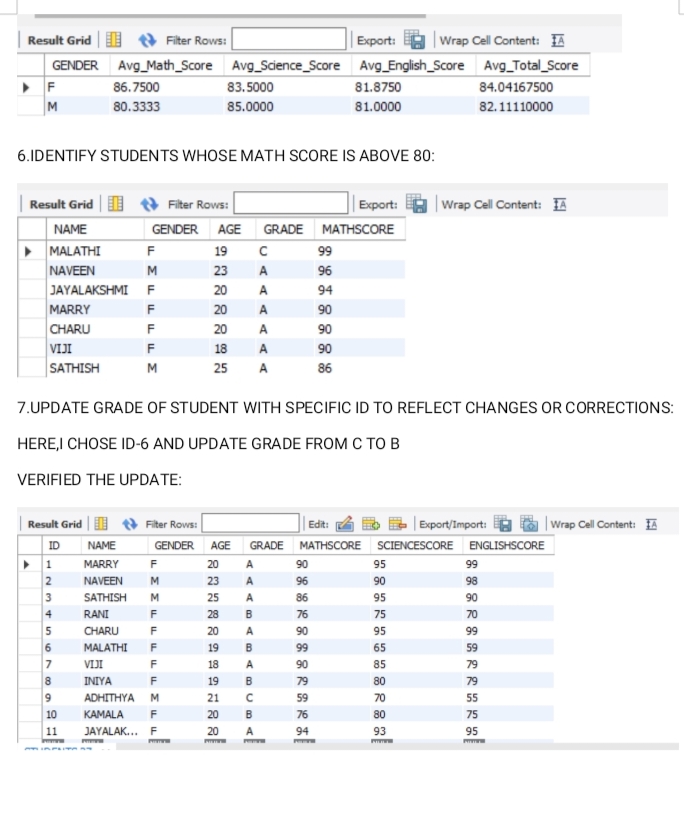 Result Grid Filter Rows: Export: Wrap Cell Content: IA
GENDER Avg_Math_Score Avg_Science_Score Avg_English_Score Avg_Total_Score
F 86.7500 83.5000 81.8750 84.04167500
M 80.3333 85.0000 81.0000 82.11110000
6.IDENTIFY STUDENTS WHOSE MATH SCORE IS ABOVE 80:
Result Grid Filter Rows: Export: Wrap Cell Content: IA
NAME GENDER AGE GRADE MATHSCORE
MALATHI F 19 C 99
NAVEEN M 23 A 96
JAYALAKSHMI F 20 A 94
MARRY F 20 A 90
CHARU F 20 A 90
VIJI F 18 A 90
SATHISH M 25 A 86
7.UPDATE GRADE OF STUDENT WITH SPECIFIC ID TO REFLECT CHANGES OR CORRECTIONS:
HERE,I CHOSE ID-6 AND UPDATE GRADE FROM C TO B
VERIFIED THE UPDATE:
Result Grid Filter Rows: Edit: Export/Import: Wrap Cell Content: IA
ID NAME GENDER AGE GRADE MATHSCORE SCIENCESCORE ENGLISHSCORE
1 MARRY F 20 A 90 95 99
2 NAVEEN M 23 A 96 90 98
3 SATHISH M 25 A 86 95 90
4 RANI F 28 B 76 75 70
5 CHARU F 20 A 90 95 99
6 MALATHI F 19 B 99 65 59
7 VIJI F 18 A 90 85 79
8 INIYA F 19 B 79 80 79
9 ADHITHYA M 21 C 59 70 55
10 KAMALA F 20 B 76 80 75
11 JAYALAK... F 20 A 94 93 95